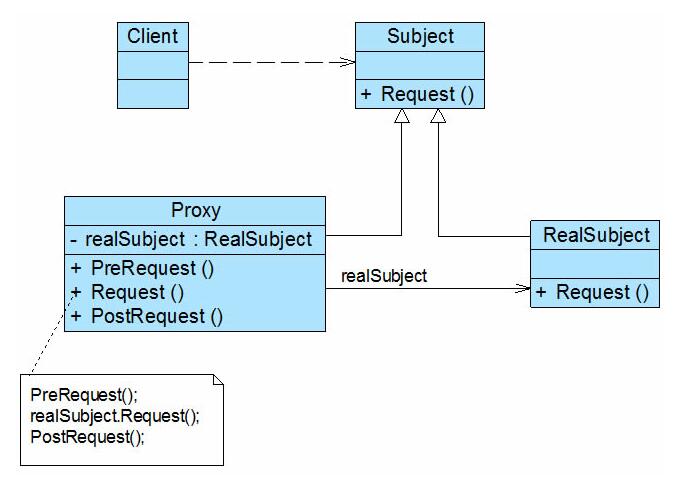 Client
Subject
+ Request ()
Proxy
- realSubject : RealSubject
+ PreRequest ()
+ Request ()
+ PostRequest ()
realSubject
RealSubject
+ Request ()
PreRequest();
realSubject.Request();
PostRequest();